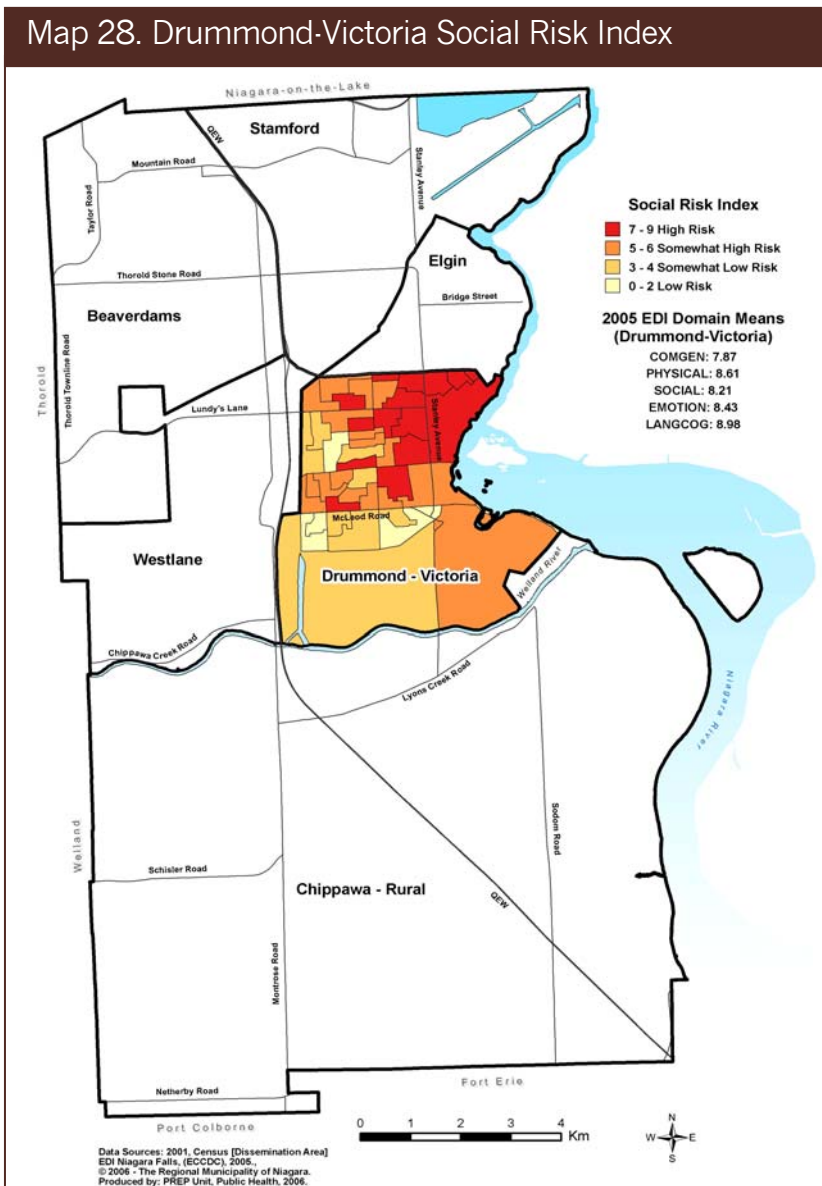 Map 28. Drummond-Victoria Social Risk Index
Niagara-on-the-Lake
QEW
Stamford
Mountain Road
Stanley Avenue
Taylor Road
Social Risk Index
7 - 9 High Risk
5 - 6 Somewhat High Risk
3 - 4 Somewhat Low Risk
0 - 2 Low Risk
Elgin
Thorold Stone Road
Bridge Street
Beaverdams
2005 EDI Domain Means
(Drummond-Victoria)
COMGEN: 7.87
PHYSICAL: 8.61
SOCIAL: 8.21
EMOTION: 8.43
LANGCOG: 8.98
Thorold
Thorold Townline Road
Lundy's Lane
Stanley Avenue
McLeod Road
Westlane
Drummond - Victoria
Welland River
Chippawa Creek Road
Lyons Creek Road
Niagara River
Welland
Sodom Road
Schisler Road
Chippawa - Rural
QEW
Montrose Road
Netherby Road
Fort Erie
Port Colborne
0 1 2 3 4
Km
N
W E
S
Data Sources: 2001, Census [Dissemination Area]
EDI Niagara Falls, (ECCDC), 2005.,
© 2006 - The Regional Municipality of Niagara.
Produced by: PREP Unit, Public Health, 2006.